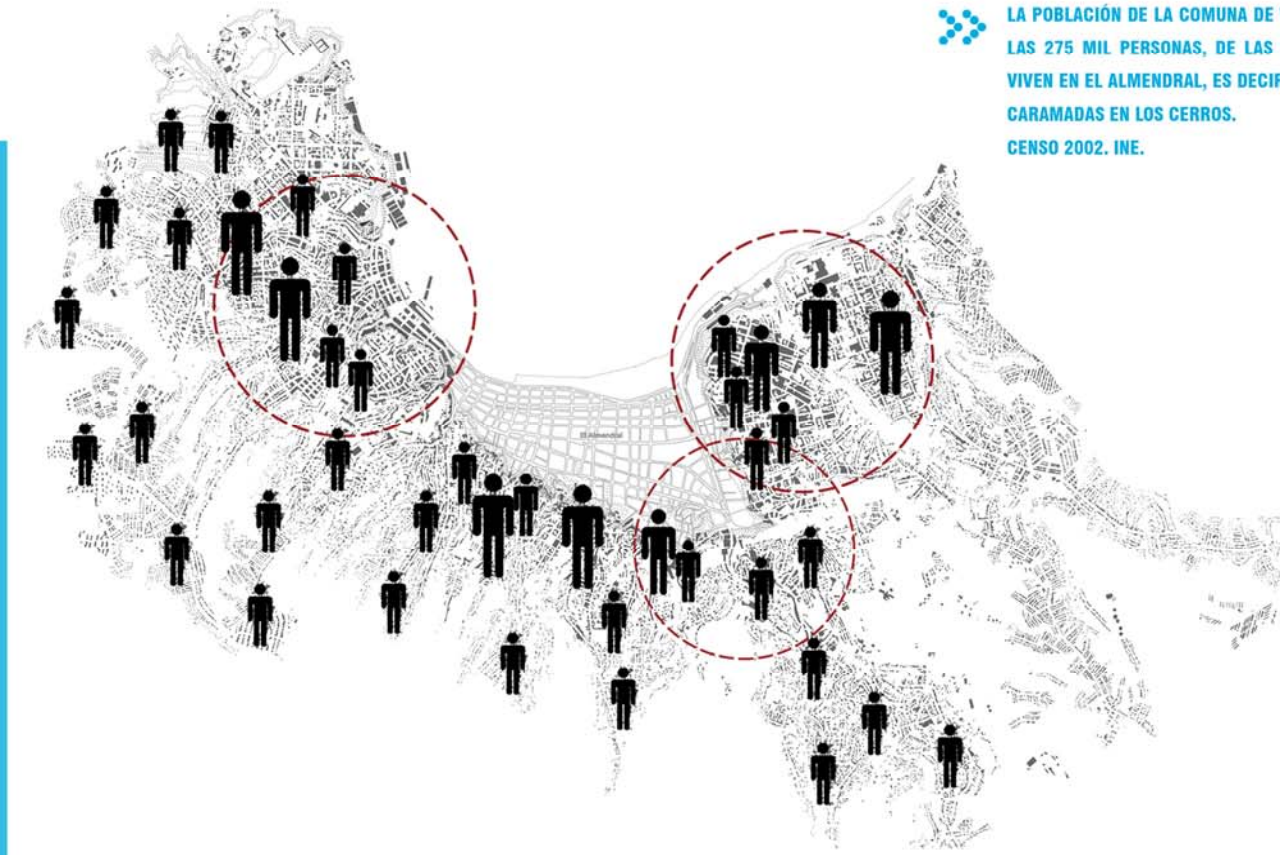 LA POBLACIÓN DE LA COMUNA DE
LAS 275 MIL PERSONAS, DE LAS
VIVEN EN EL ALMENDRAL, ES DECIR
CARAMADAS EN LOS CERROS.
CENSO 2002. INE.
El Almendral